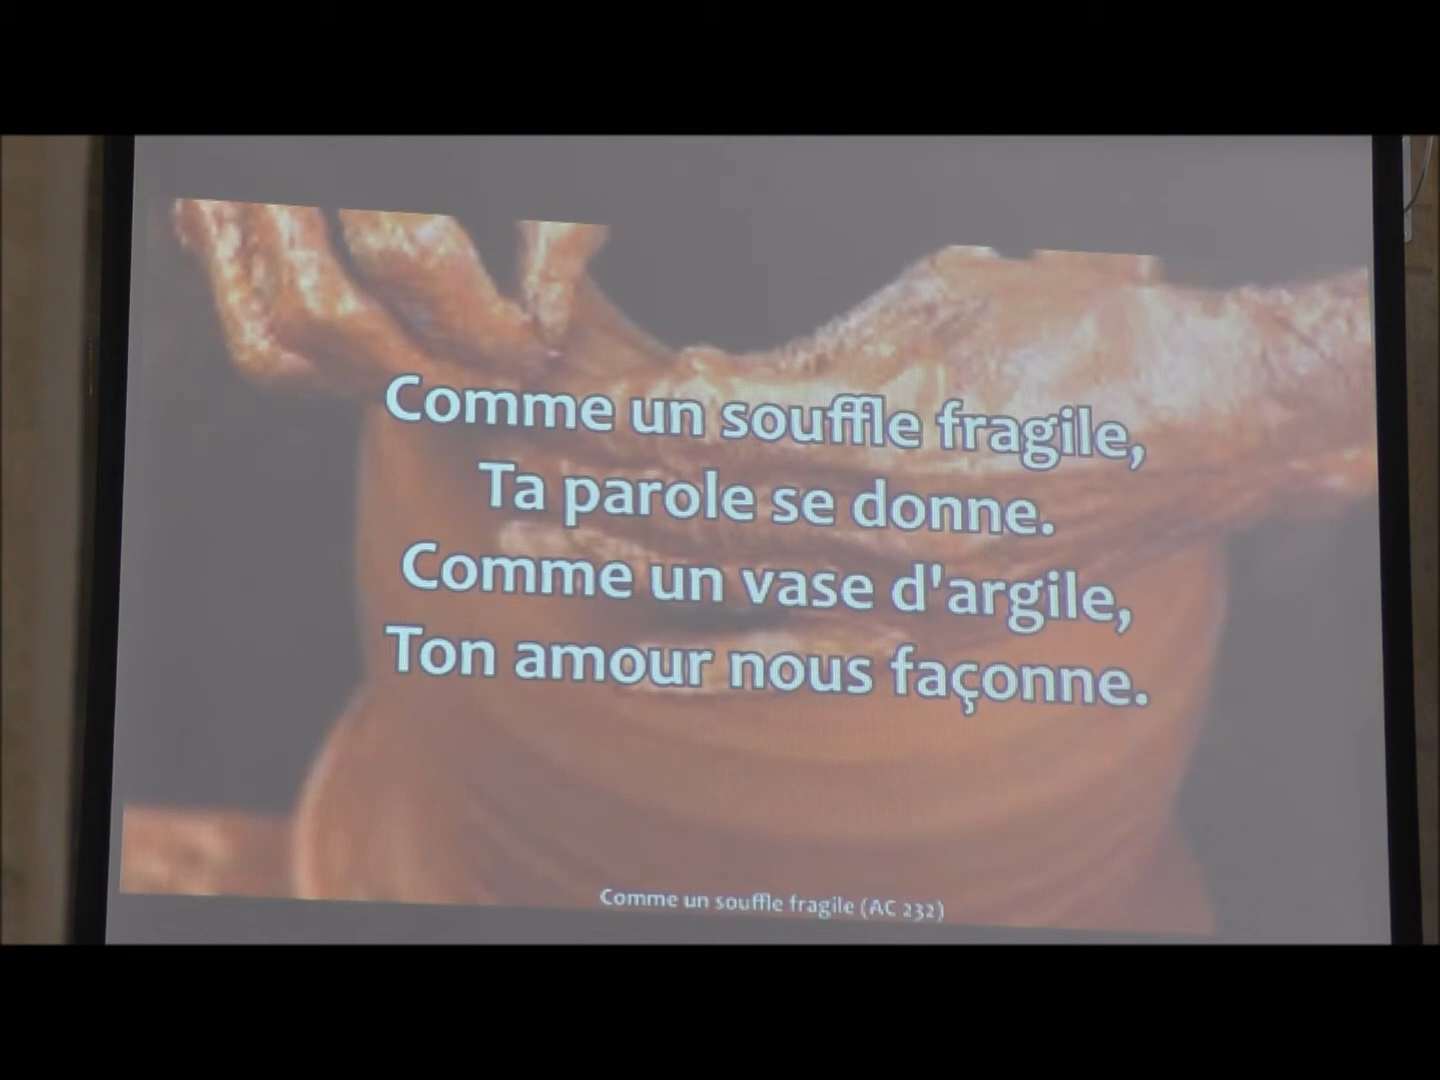 Comme un souffle fragile,
Ta parole se donne.
Comme un vase d'argile,
Ton amour nous façonne.
Comme un souffle fragile (AC 232)